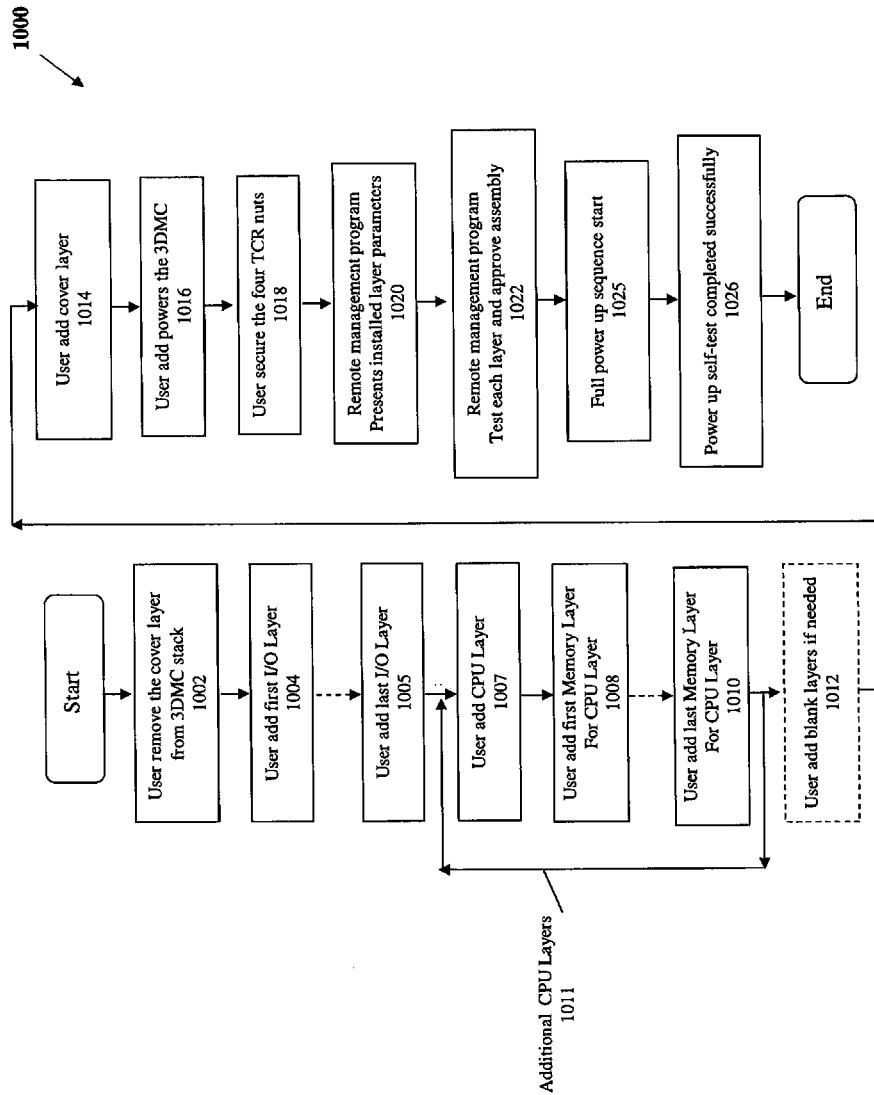 1000
Start
User remove the cover layer
from 3DMC stack
1002
User add first I/O Layer
1004
User add last I/O Layer
1005
User add CPU Layer
1007
User add first Memory Layer
For CPU Layer
1008
User add last Memory Layer
For CPU Layer
1010
Additional CPU Layers
1011
User add blank layers if needed
1012
User add cover layer
1014
User add powers the 3DMC
1016
User secure the four TCR nuts
1018
Remote management program
Presents installed layer parameters
1020
Remote management program
Test each layer and approve assembly
1022
Full power up sequence start
1025
Power up self-test completed successfully
1026
End